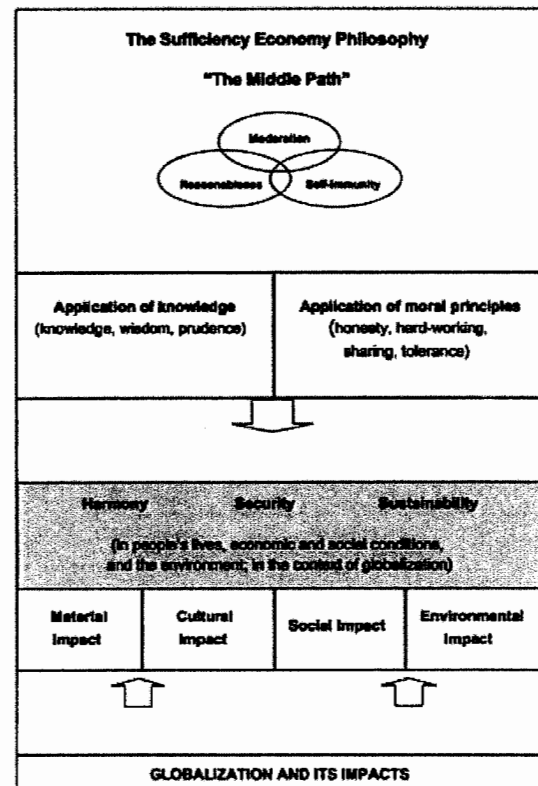 The Sufficiency Economy Philosophy
"The Middle Path"
Moderation
Reasonableness
Self-immunity
Application of knowledge
(knowledge, wisdom, prudence)
Application of moral principles
(honesty, hard-working,
sharing, tolerance)
Harmony Security Sustainability
(in people's lives, economic and social conditions,
and the environment; in the context of globalization)
Material
Impact
Cultural
Impact
Social Impact
Environmental
Impact
GLOBALIZATION AND ITS IMPACTS